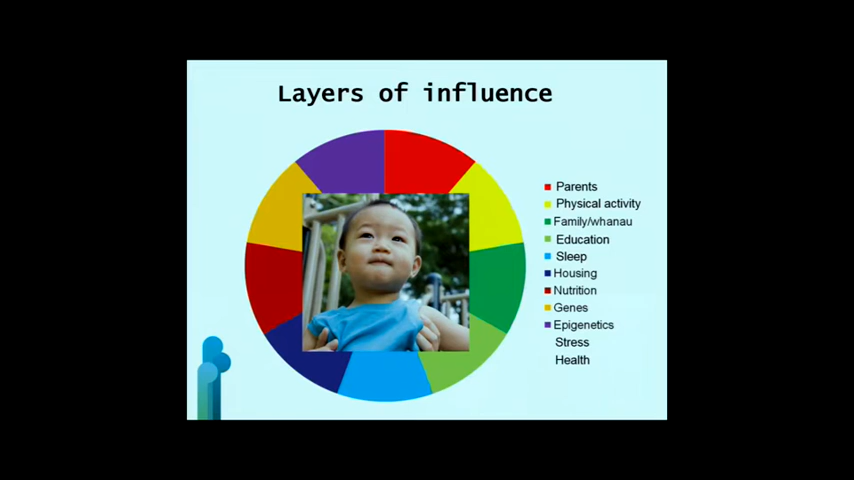 Layers of influence
Parents
Physical activity
Family/whanau
Education
Sleep
Housing
Nutrition
Genes
Epigenetics
Stress
Health